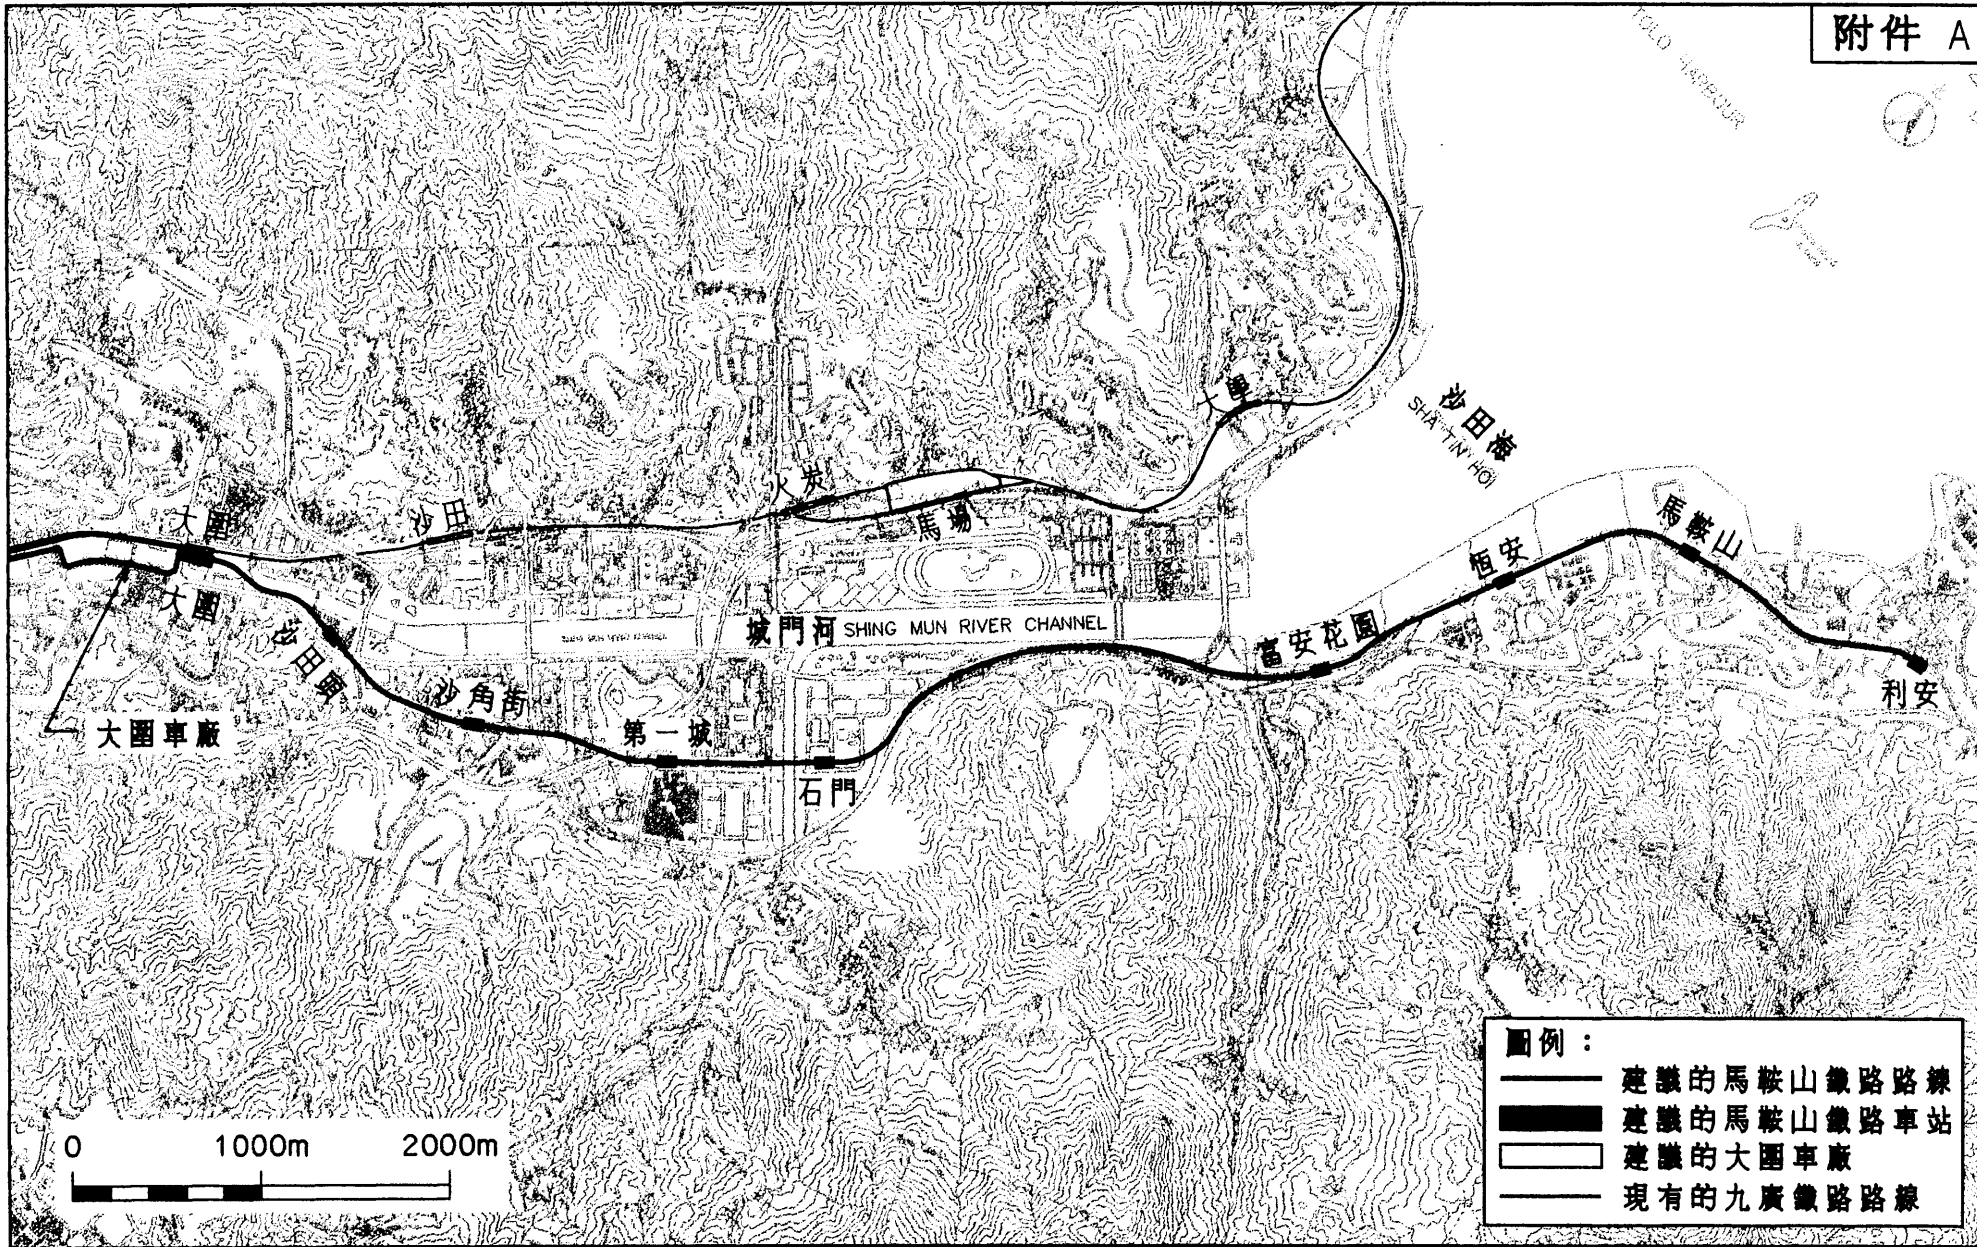 附件 A
TOLO HARBOUR
大學
沙田海
SHA TIN HOI
火炭
沙田
馬場
大圍
大圍
馬鞍山
恆安
城門河 SHING MUN RIVER CHANNEL
富安花園
沙田頭
利安
沙角街
大圍車廠
第一城
石門
圖例：
建議的馬鞍山鐵路路線
建議的馬鞍山鐵路車站
建議的大圍車廠
現有的九廣鐵路路線
0 1000m 2000m